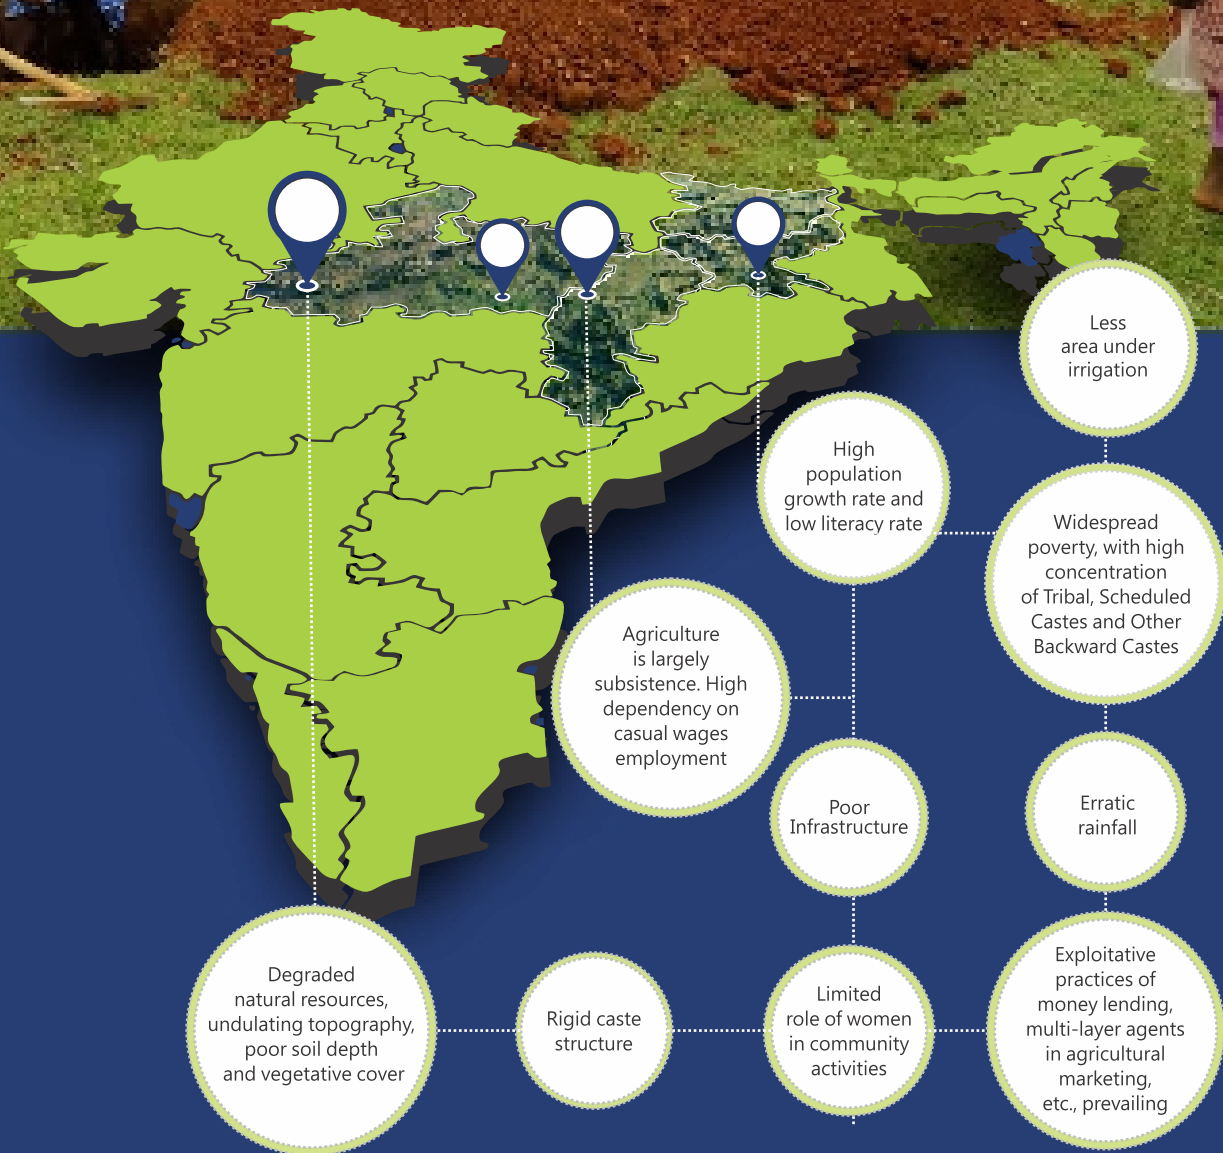 Less
area under
irrigation
High
population
growth rate and
low literacy rate
Widespread
poverty, with high
concentration
of Tribal, Scheduled
Castes and Other
Backward Castes
Agriculture
is largely
subsistence. High
dependency on
casual wages
employment
Poor
Infrastructure
Erratic
rainfall
Degraded
natural resources,
undulating topography,
poor soil depth
and vegetative cover
Rigid caste
structure
Limited
role of women
in community
activities
Exploitative
practices of
money lending,
multi-layer agents
in agricultural
marketing,
etc., prevailing